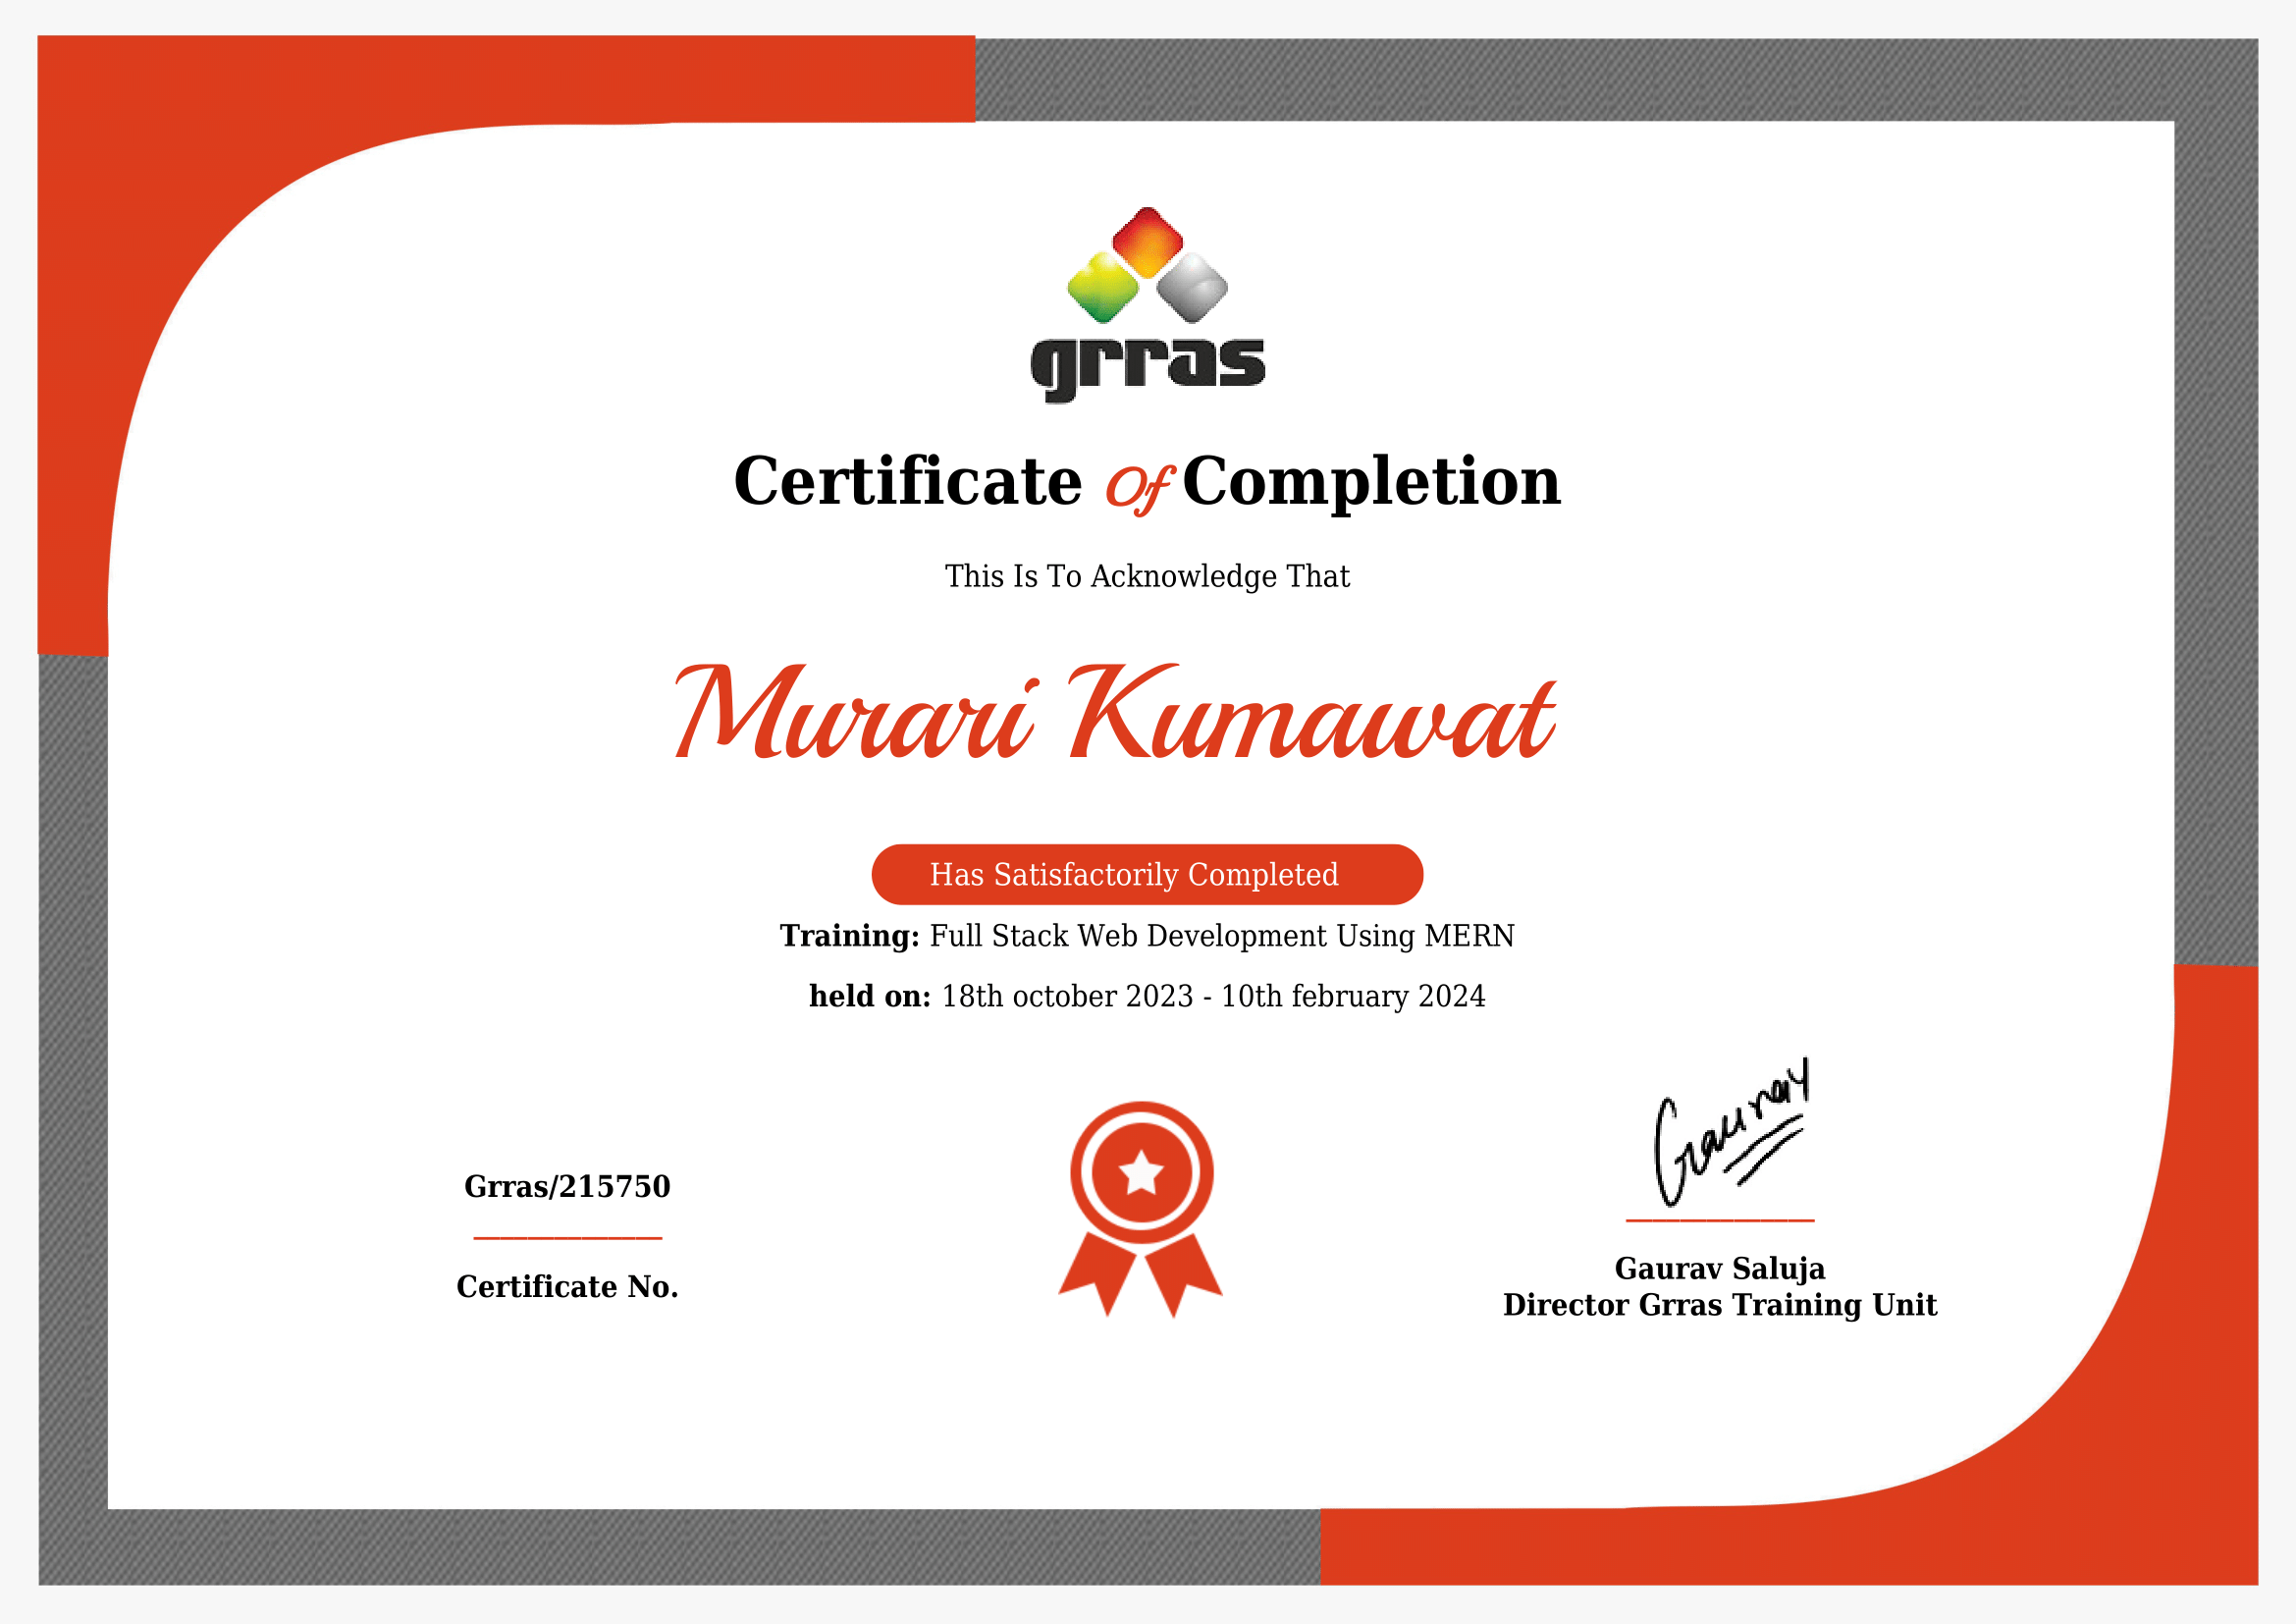 grras
Certificate Of Completion
This Is To Acknowledge That
Murari Kumawat
Has Satisfactorily Completed
Training: Full Stack Web Development Using MERN
held on: 18th october 2023 - 10th february 2024
Gaurav
Grras/215750
Certificate No.
Gaurav Saluja
Director Grras Training Unit